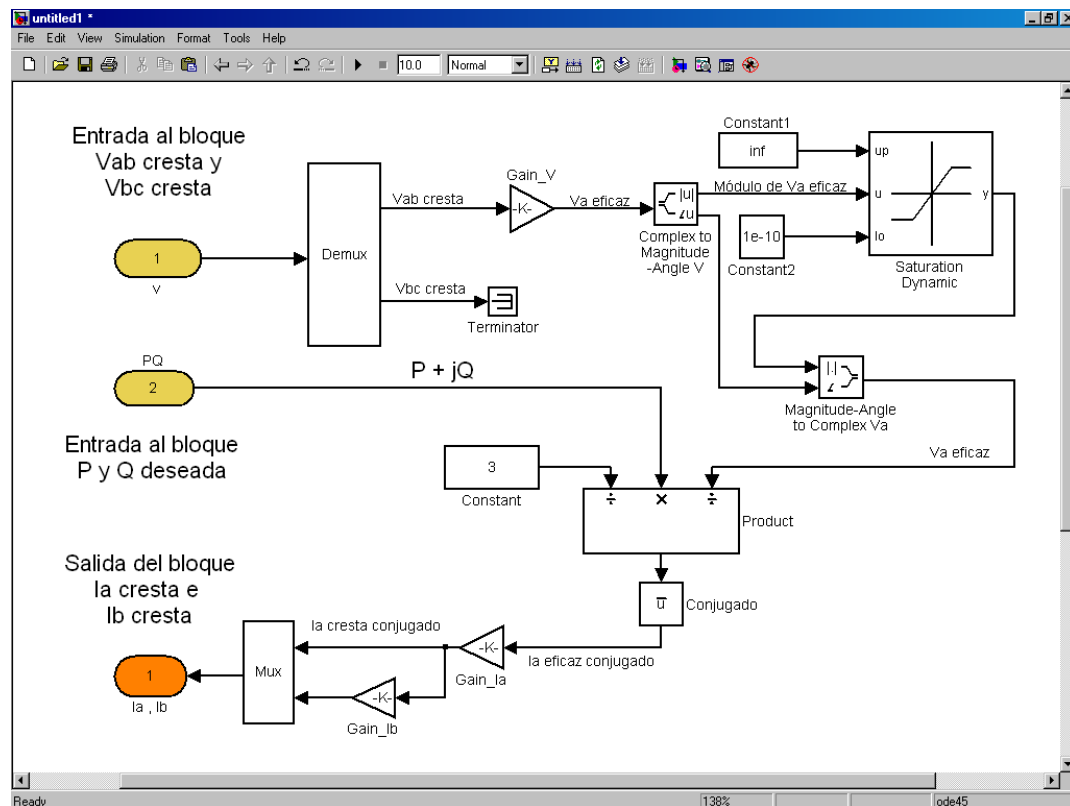 untitled1 *
File Edit View Simulation Format Tools Help
10.0 Normal
Entrada al bloque
Vab cresta y
Vbc cresta
1
V
Demux
Vab cresta
Gain_V
-K-
Va eficaz
|u|
∠u
Complex to
Magnitude
-Angle V
Módulo de Va eficaz
Constant1
inf
1e-10
Constant2
up
u
lo
y
Saturation
Dynamic
Vbc cresta
Terminator
PQ
2
P + jQ
|.|
∠
Magnitude-Angle
to Complex Va
Va eficaz
Entrada al bloque
P y Q deseada
3
Constant
÷ × ÷
Product
u̅
Conjugado
Salida del bloque
Ia cresta e
Ib cresta
1
Ia , Ib
Mux
Ia cresta conjugado
-K-
Gain_Ia
Ia eficaz conjugado
-K-
Gain_Ib
Ready 138% ode45